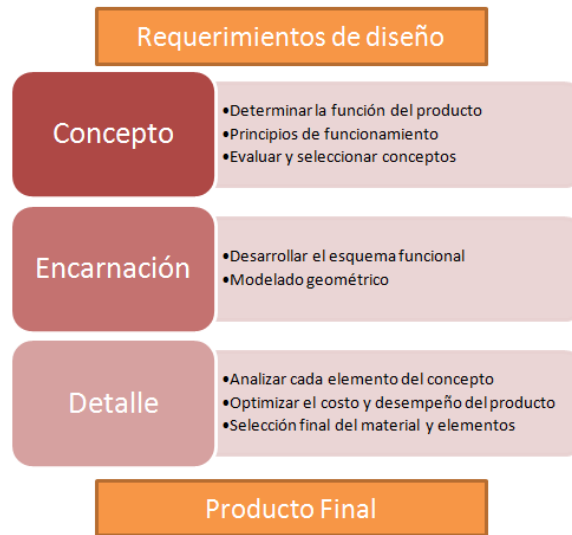 Requerimientos de diseño
Concepto
•Determinar la función del producto
•Principios de funcionamiento
•Evaluar y seleccionar conceptos
Encarnación
•Desarrollar el esquema funcional
•Modelado geométrico
Detalle
•Analizar cada elemento del concepto
•Optimizar el costo y desempeño del producto
•Selección final del material y elementos
Producto Final